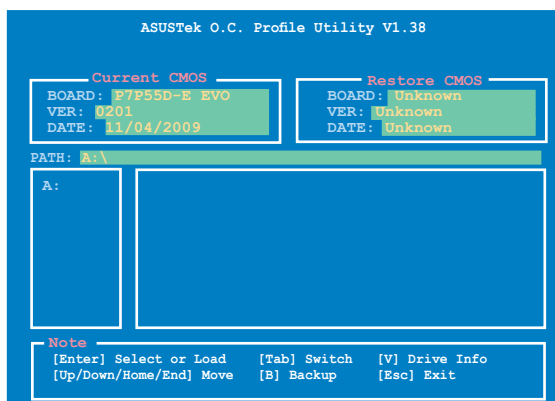 ASUSTek O.C. Profile Utility V1.38
Current CMOS
BOARD: P7P55D-E EVO
VER: 0201
DATE: 11/04/2009
Restore CMOS
BOARD: Unknown
VER: Unknown
DATE: Unknown
PATH: A:\
A:
Note
[Enter] Select or Load [Tab] Switch [V] Drive Info
[Up/Down/Home/End] Move [B] Backup [Esc] Exit